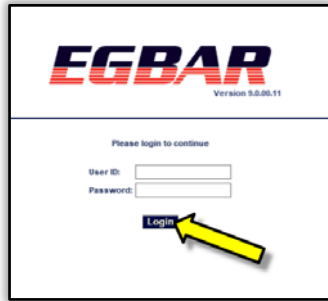 EGBAR
Version 9.0.00.11
Please login to continue
User ID:
Password:
Login